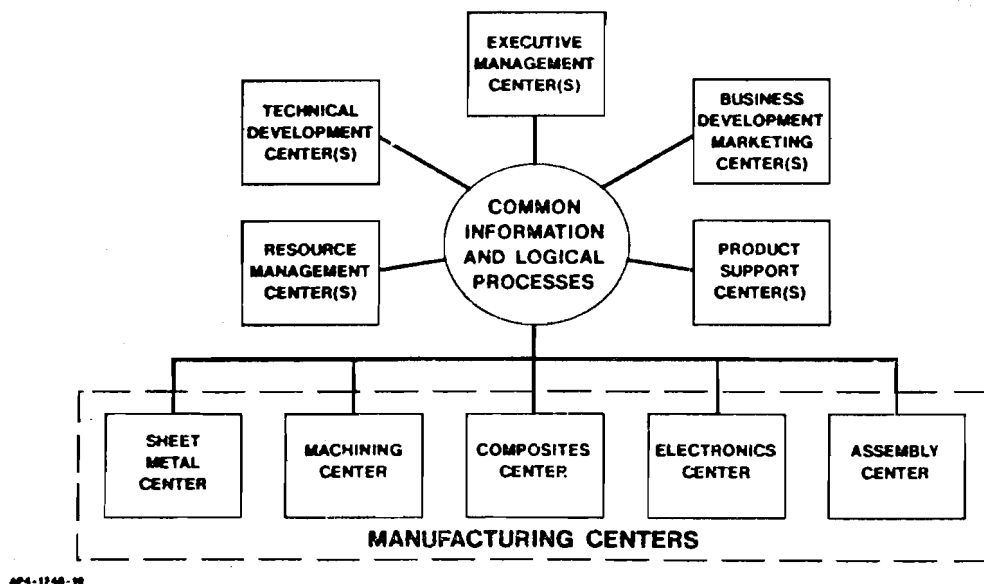 EXECUTIVE
MANAGEMENT
CENTER(S)
TECHNICAL
DEVELOPMENT
CENTER(S)
BUSINESS
DEVELOPMENT
MARKETING
CENTER(S)
COMMON
INFORMATION
AND LOGICAL
PROCESSES
RESOURCE
MANAGEMENT
CENTER(S)
PRODUCT
SUPPORT
CENTER(S)
SHEET
METAL
CENTER
MACHINING
CENTER
COMPOSITES
CENTER
ELECTRONICS
CENTER
ASSEMBLY
CENTER
MANUFACTURING CENTERS